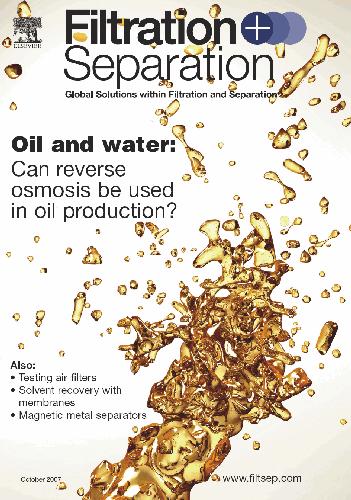 ELSEVIER
Filtration+
Separation
Global Solutions within Filtration and Separation
Oil and water:
Can reverse
osmosis be used
in oil production?
Also:
• Testing air filters
• Solvent recovery with
membranes
• Magnetic metal separators
October 2007
www.filtsep.com